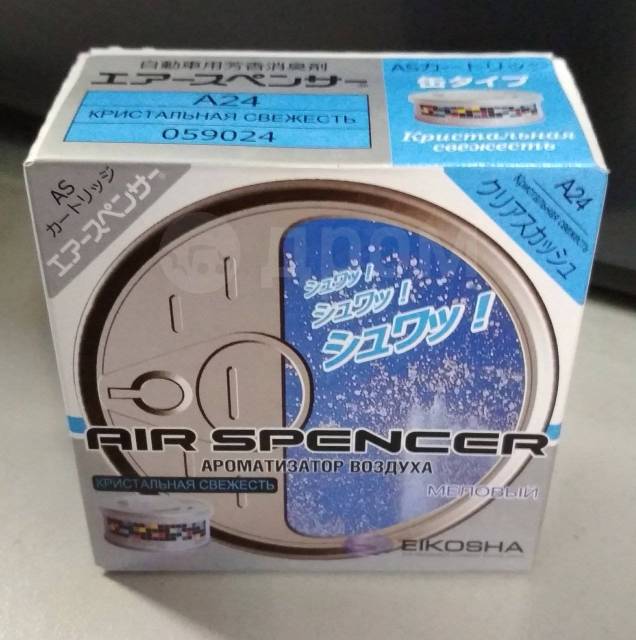 自動車用芳香消臭剤
エアースペンサー
A24
КРИСТАЛЬНАЯ СВЕЖЕСТЬ
059024
ASカートリッジ
缶タイプ
Кристальная
свежесть
AS
カートリッジ
エアースペンサー
A24
Кристальная свежесть
クリアスカッシュ
дром
シュワッ!
シュワッ!
シュワッ!
AIR SPENCER
АРОМАТИЗАТОР ВОЗДУХА
КРИСТАЛЬНАЯ СВЕЖЕСТЬ
МЕЛОВЫЙ
EIKOSHA